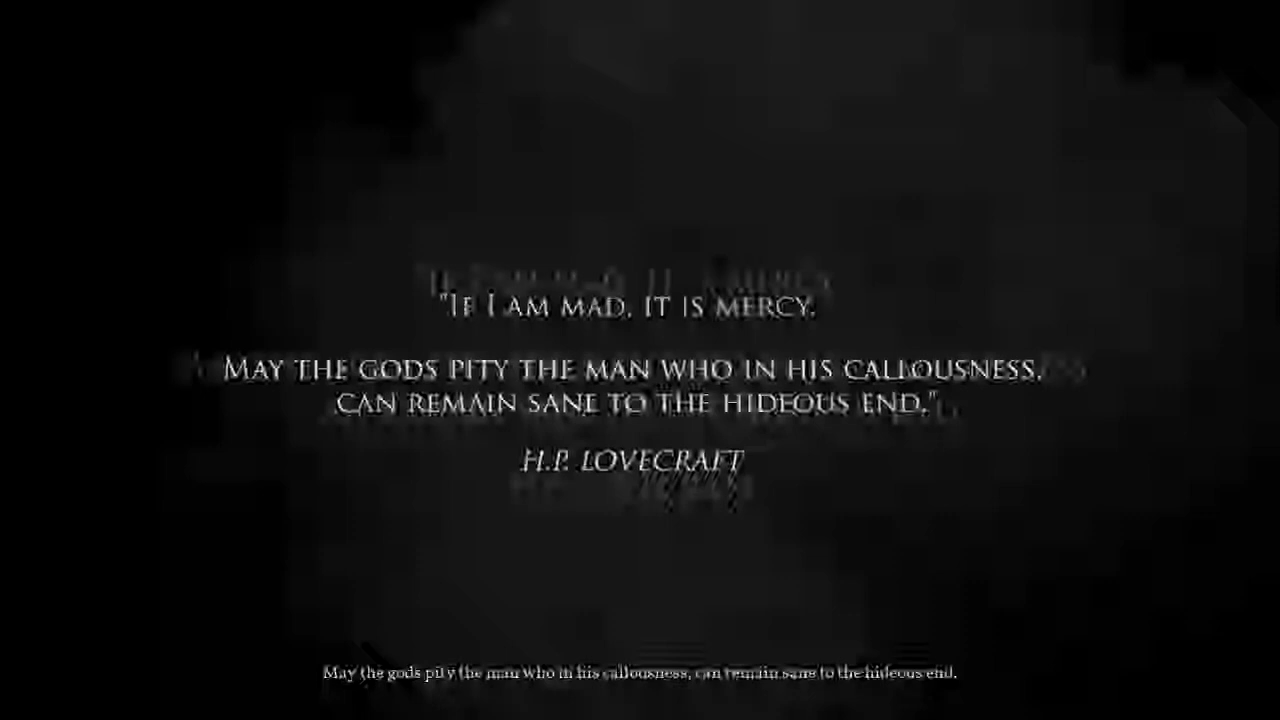 "If I am mad, it is mercy.
May the gods pity the man who in his callousness,
can remain sane to the hideous end."
H.P. Lovecraft
May the gods pity the man who in his callousness, can remain sane to the hideous end.